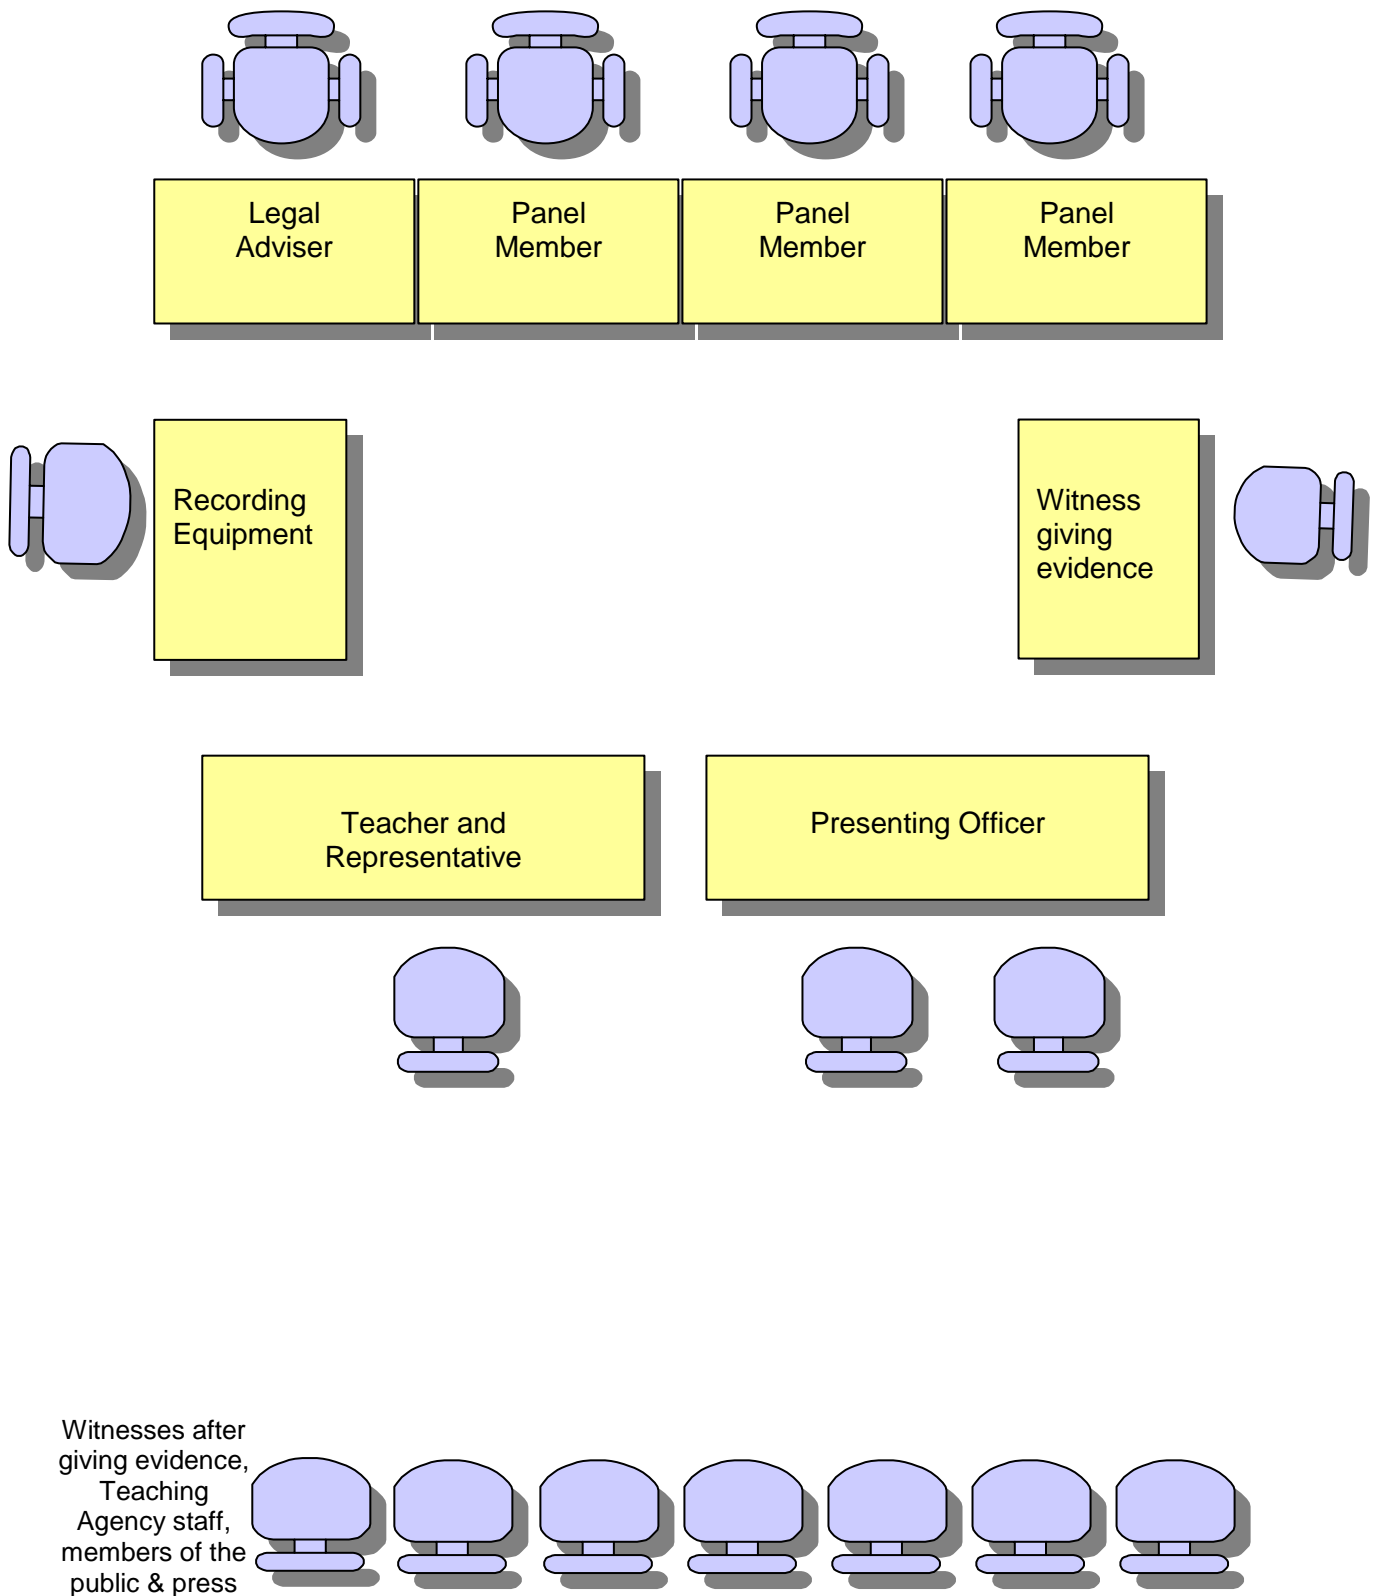 Legal
Adviser
Panel
Member
Panel
Member
Panel
Member
Recording
Equipment
Witness
giving
evidence
Teacher and
Representative
Presenting Officer
Witnesses after
giving evidence,
Teaching
Agency staff,
members of the
public & press